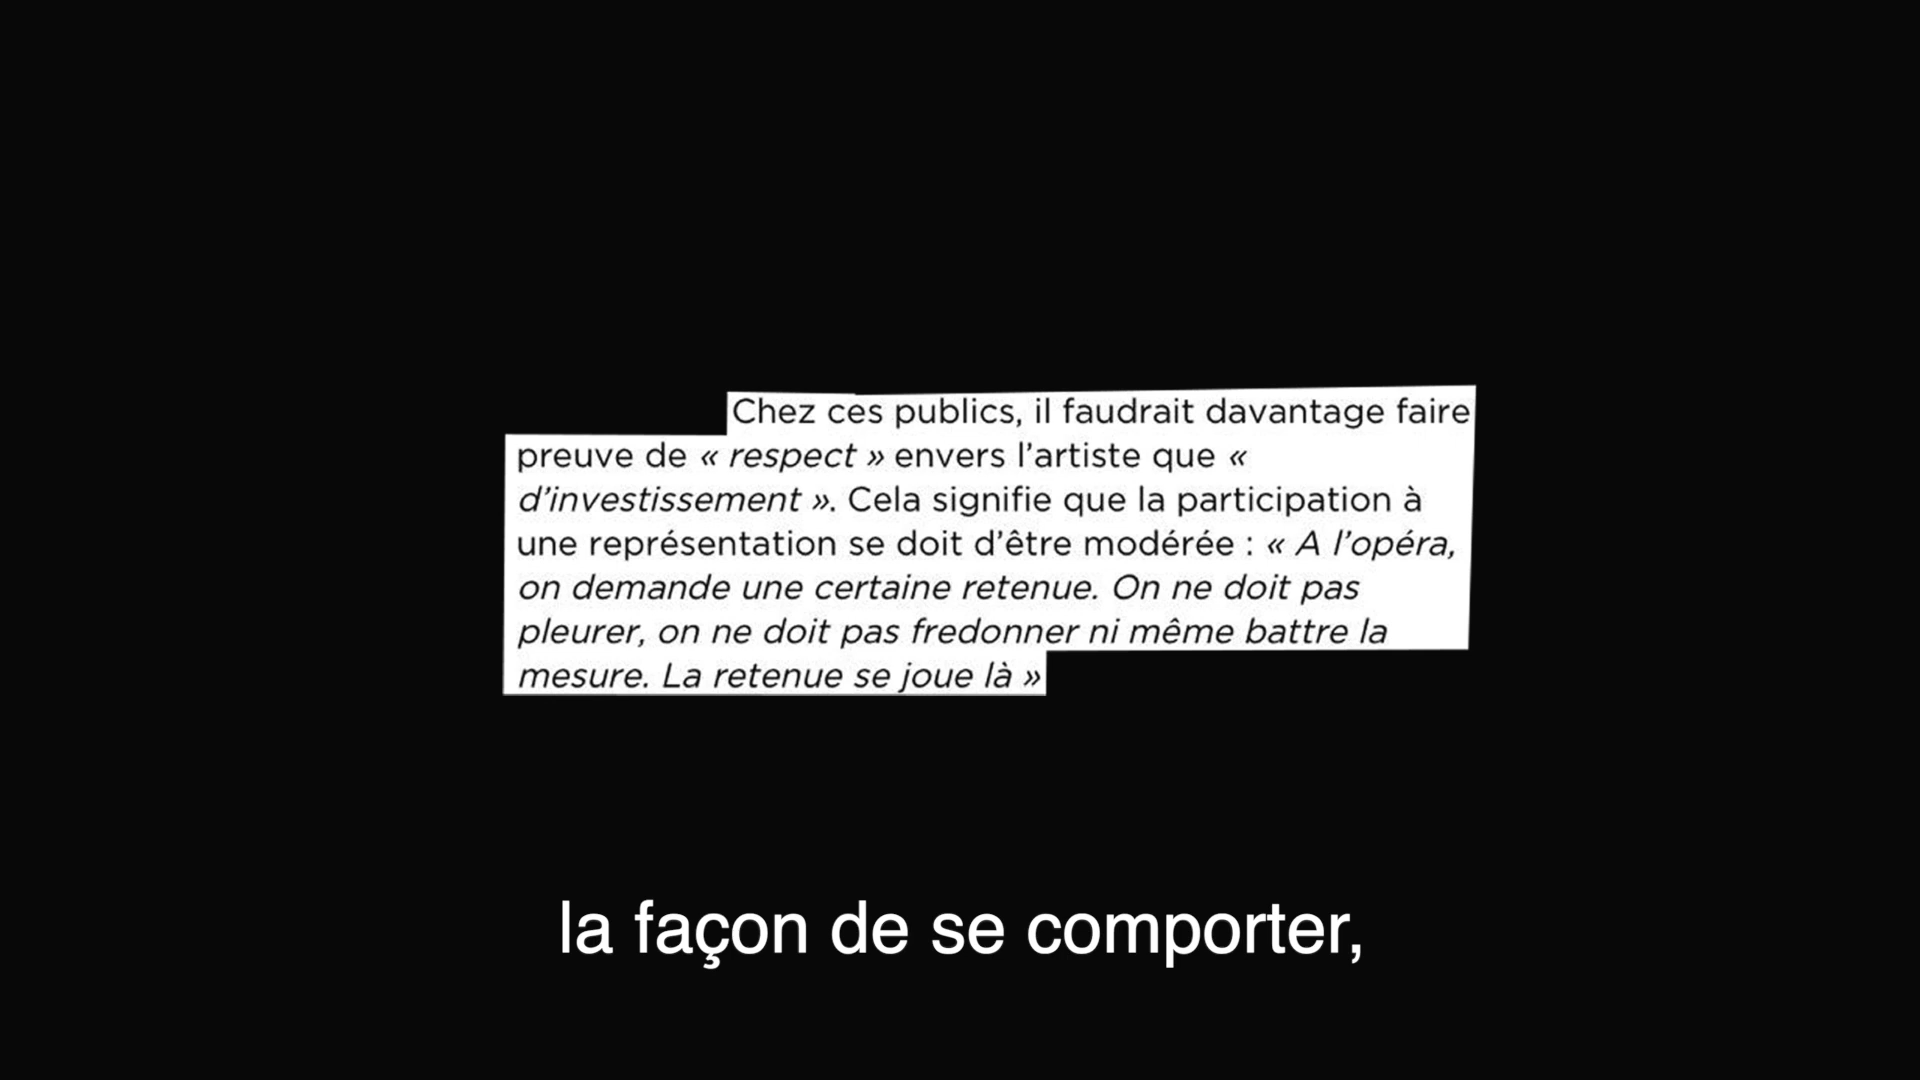 Chez ces publics, il faudrait davantage faire
preuve de « respect » envers l’artiste que «
d’investissement ». Cela signifie que la participation à
une représentation se doit d’être modérée : « A l’opéra,
on demande une certaine retenue. On ne doit pas
pleurer, on ne doit pas fredonner ni même battre la
mesure. La retenue se joue là »
la façon de se comporter,